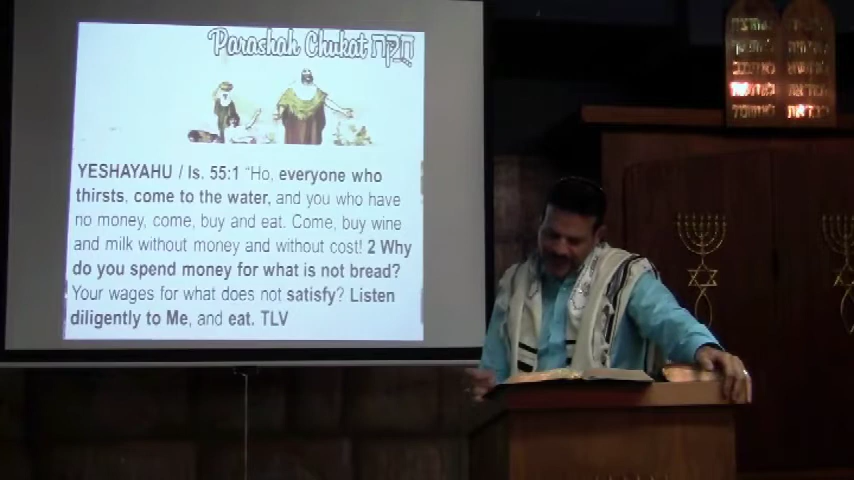 Parashah Chukat חֻקַּת
YESHAYAHU / Is. 55:1 “Ho, everyone who
thirsts, come to the water, and you who have
no money, come, buy and eat. Come, buy wine
and milk without money and without cost! 2 Why
do you spend money for what is not bread?
Your wages for what does not satisfy? Listen
diligently to Me, and eat. TLV